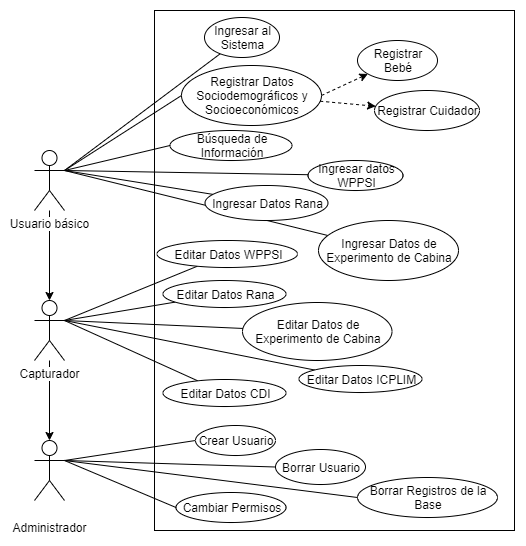 Ingresar al
Sistema
Registrar
Bebé
Registrar Datos
Sociodemográficos y
Socioeconómicos
Registrar Cuidador
Búsqueda de
Información
Ingresar datos
WPPSI
Ingresar Datos Rana
Usuario básico
Ingresar Datos de
Experimento de Cabina
Editar Datos WPPSI
Editar Datos Rana
Editar Datos de
Experimento de Cabina
Capturador
Editar Datos ICPLIM
Editar Datos CDI
Crear Usuario
Borrar Usuario
Borrar Registros de la
Base
Cambiar Permisos
Administrador